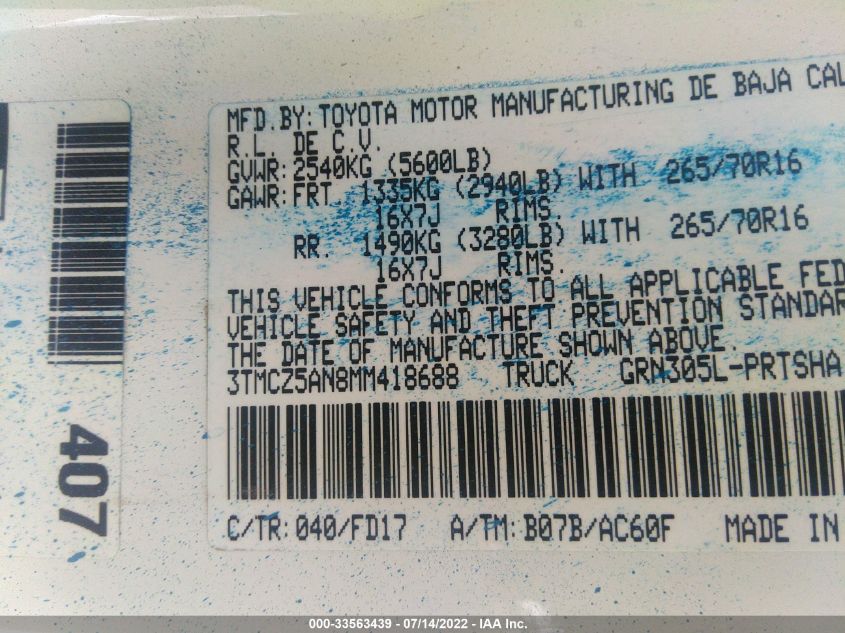 MFD.BY:TOYOTA MOTOR MANUFACTURING DE BAJA CAL
R.L. DE C.V.
GVWR:2540KG (5600LB)
GAWR:FRT. 1335KG (2940LB) WITH 265/70R16
16X7J RIMS.
RR. 1490KG (3280LB) WITH 265/70R16
16X7J RIMS.
THIS VEHICLE CONFORMS TO ALL APPLICABLE FED
VEHICLE SAFETY AND THEFT PREVENTION STANDAR
THE DATE OF MANUFACTURE SHOWN ABOVE.
3TMCZ5AN8MM418688 TRUCK GRN305L-PRTSHA
C/TR:040/FD17 A/TM:B07B/AC60F MADE IN
407
000-33563439 - 07/14/2022 - IAA Inc.